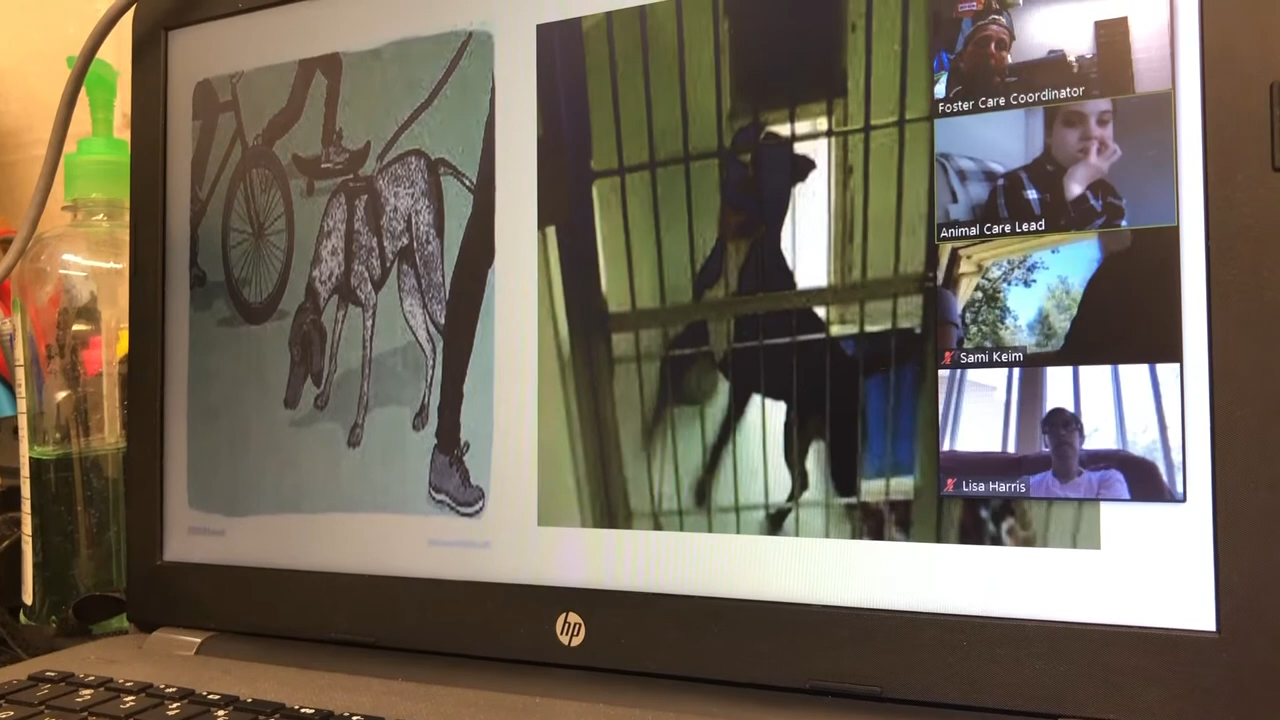 Foster Care Coordinator
Animal Care Lead
Sami Keim
Lisa Harris
hp